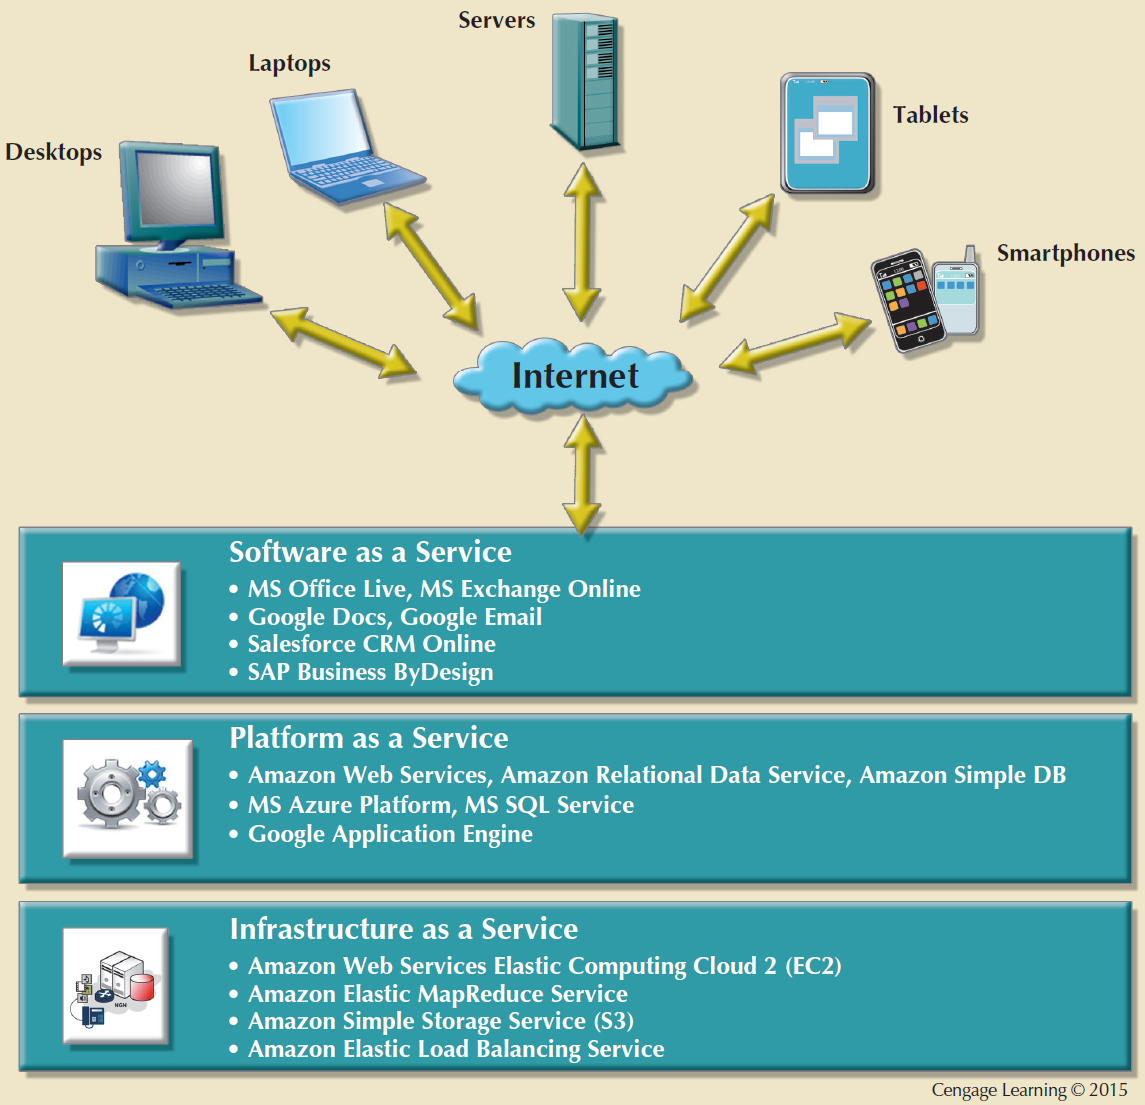 Servers
Laptops
Tablets
Desktops
Smartphones
Internet
Software as a Service
• MS Office Live, MS Exchange Online
• Google Docs, Google Email
• Salesforce CRM Online
• SAP Business ByDesign
Platform as a Service
• Amazon Web Services, Amazon Relational Data Service, Amazon Simple DB
• MS Azure Platform, MS SQL Service
• Google Application Engine
Infrastructure as a Service
• Amazon Web Services Elastic Computing Cloud 2 (EC2)
• Amazon Elastic MapReduce Service
• Amazon Simple Storage Service (S3)
• Amazon Elastic Load Balancing Service
NGN
Cengage Learning © 2015